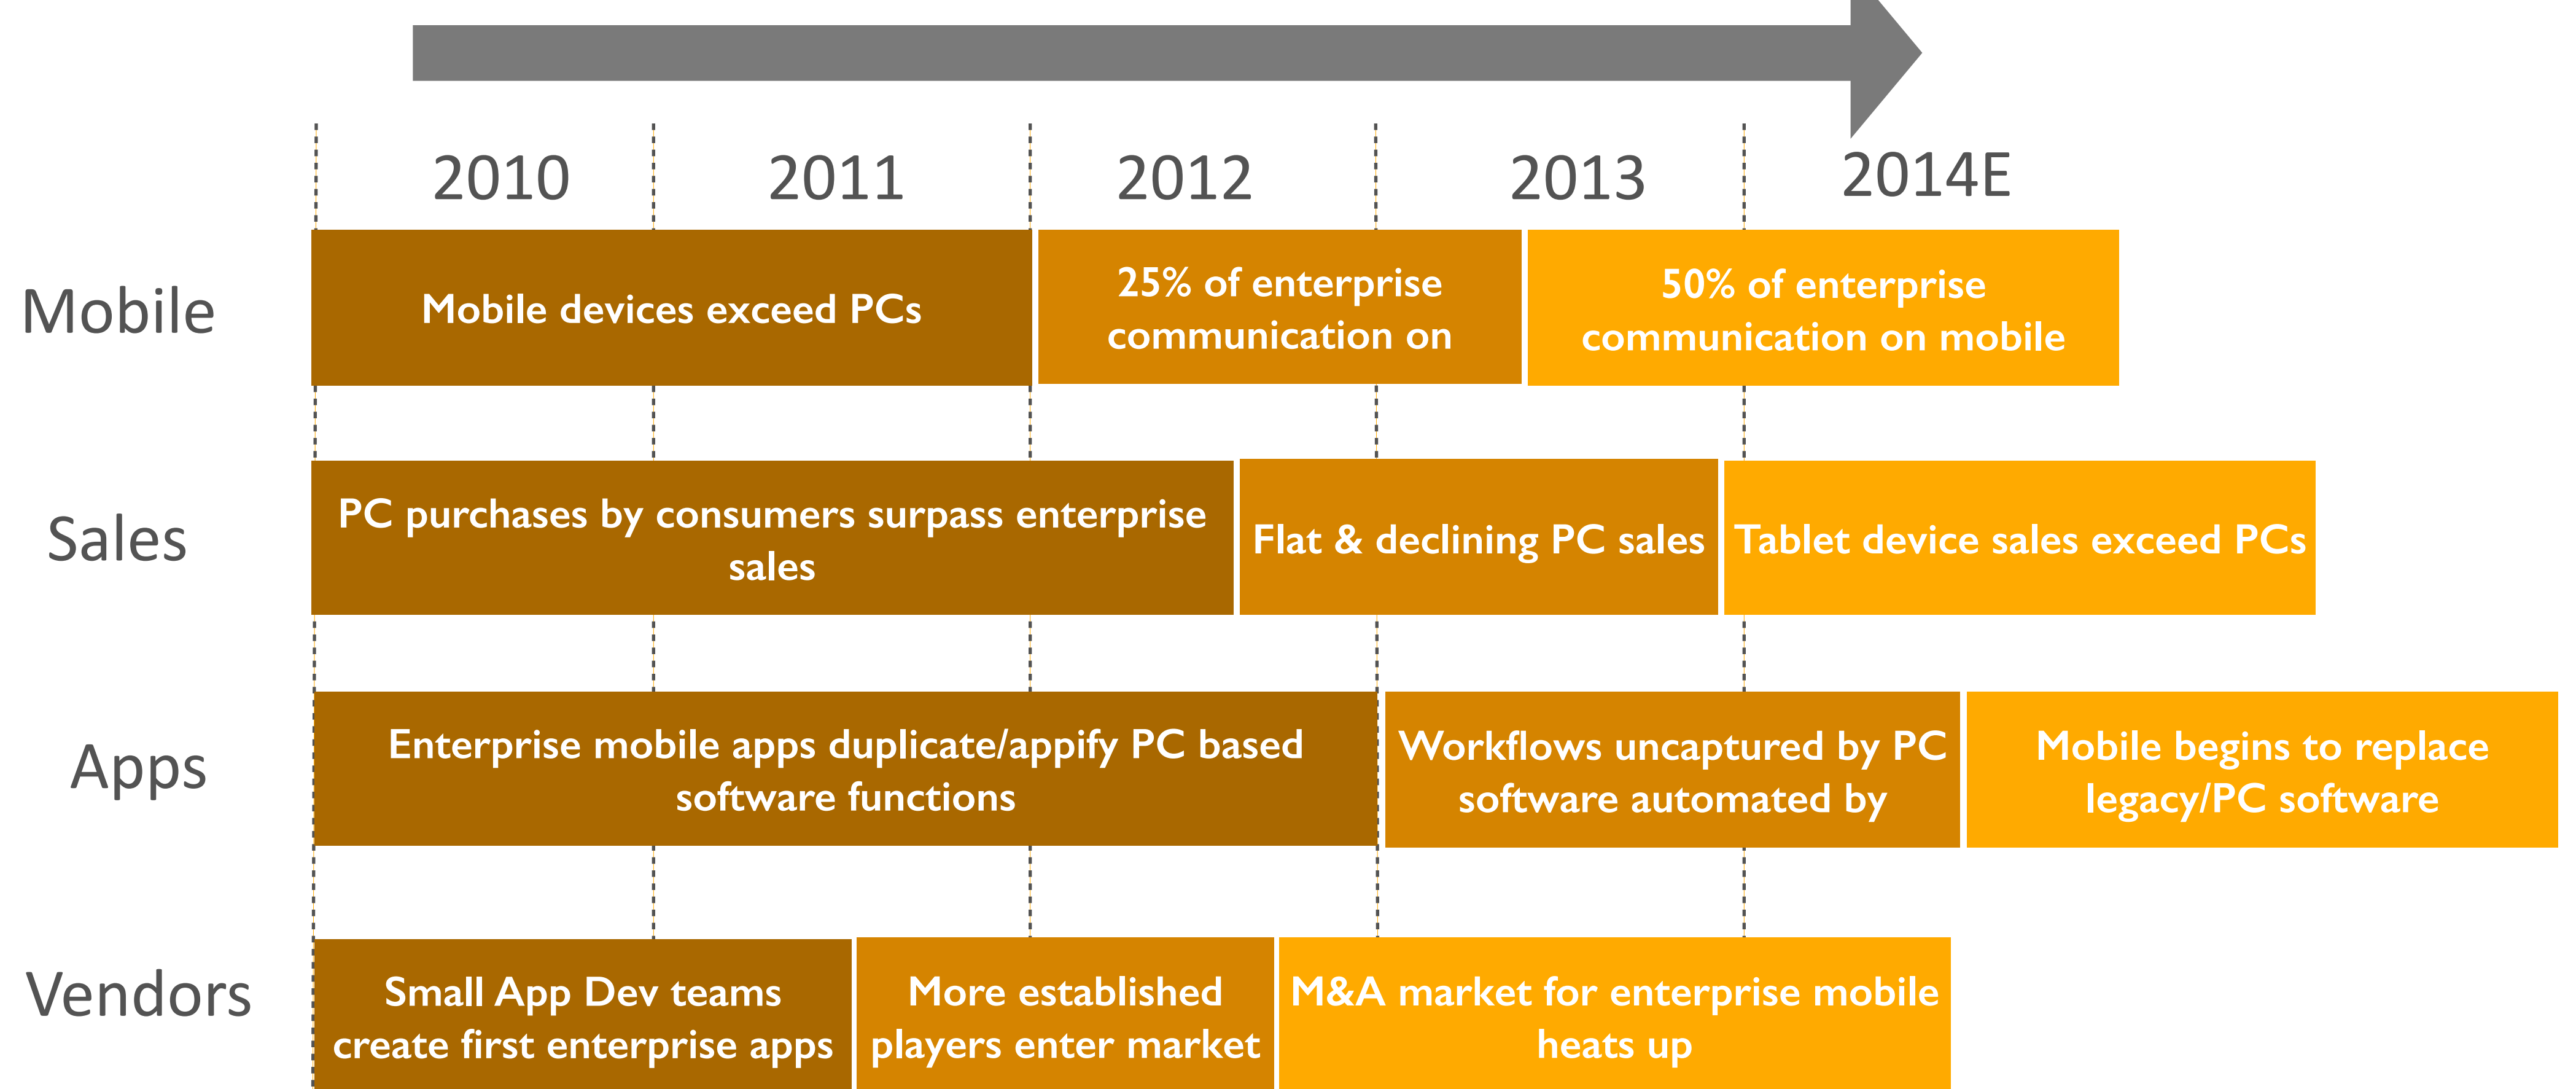 2010
2011
2012
2013
2014E
Mobile
Mobile devices exceed PCs
25% of enterprise
communication on
50% of enterprise
communication on mobile
Sales
PC purchases by consumers surpass enterprise
sales
Flat & declining PC sales
Tablet device sales exceed PCs
Apps
Enterprise mobile apps duplicate/appify PC based
software functions
Workflows uncaptured by PC
software automated by
Mobile begins to replace
legacy/PC software
Vendors
Small App Dev teams
create first enterprise apps
More established
players enter market
M&A market for enterprise mobile
heats up